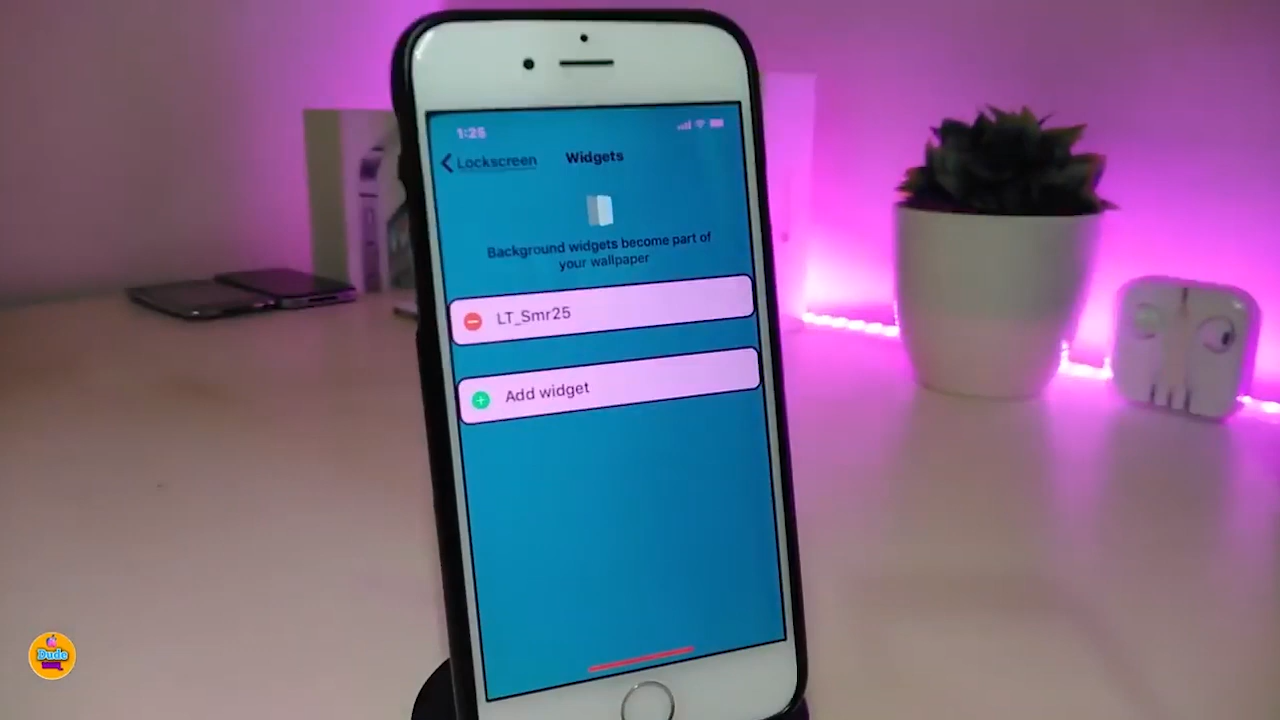 1:25
Lockscreen
Widgets
Background widgets become part of
your wallpaper
LT_Smr25
Add widget
Dude